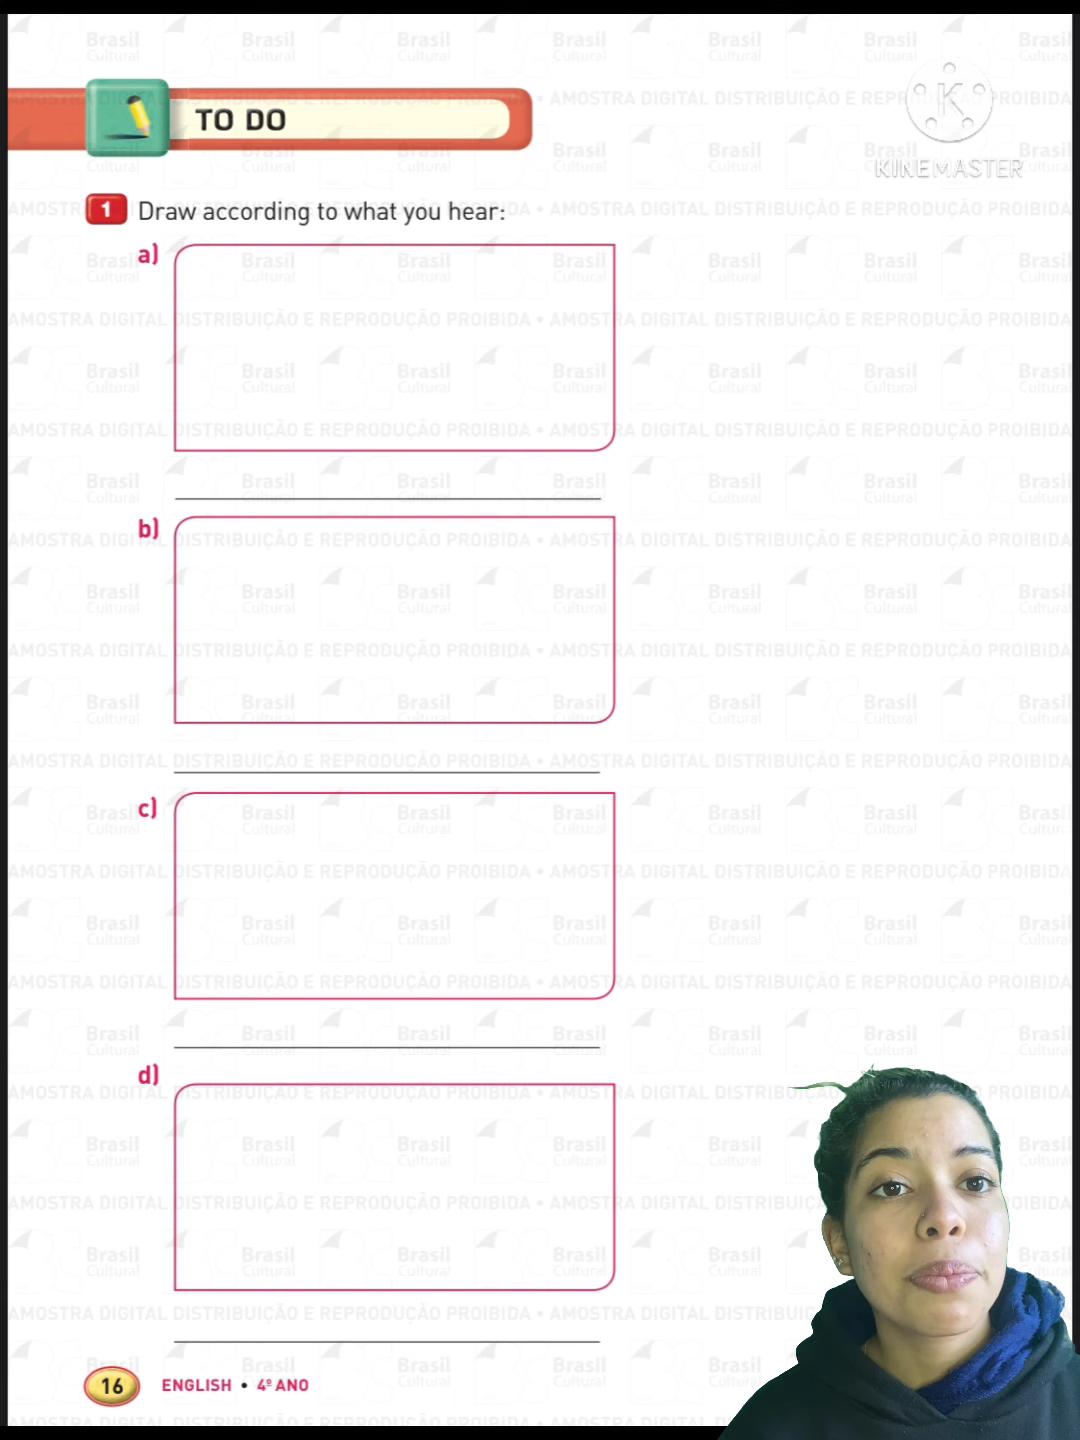 TO DO
KINEMASTER
1 Draw according to what you hear:
a)
b)
c)
d)
16 ENGLISH • 4º ANO
Brasil Cultural
AMOSTRA DIGITAL DISTRIBUIÇÃO E REPRODUÇÃO PROIBIDA • AMOSTRA DIGITAL DISTRIBUIÇÃO E REPRODUÇÃO PROIBIDA